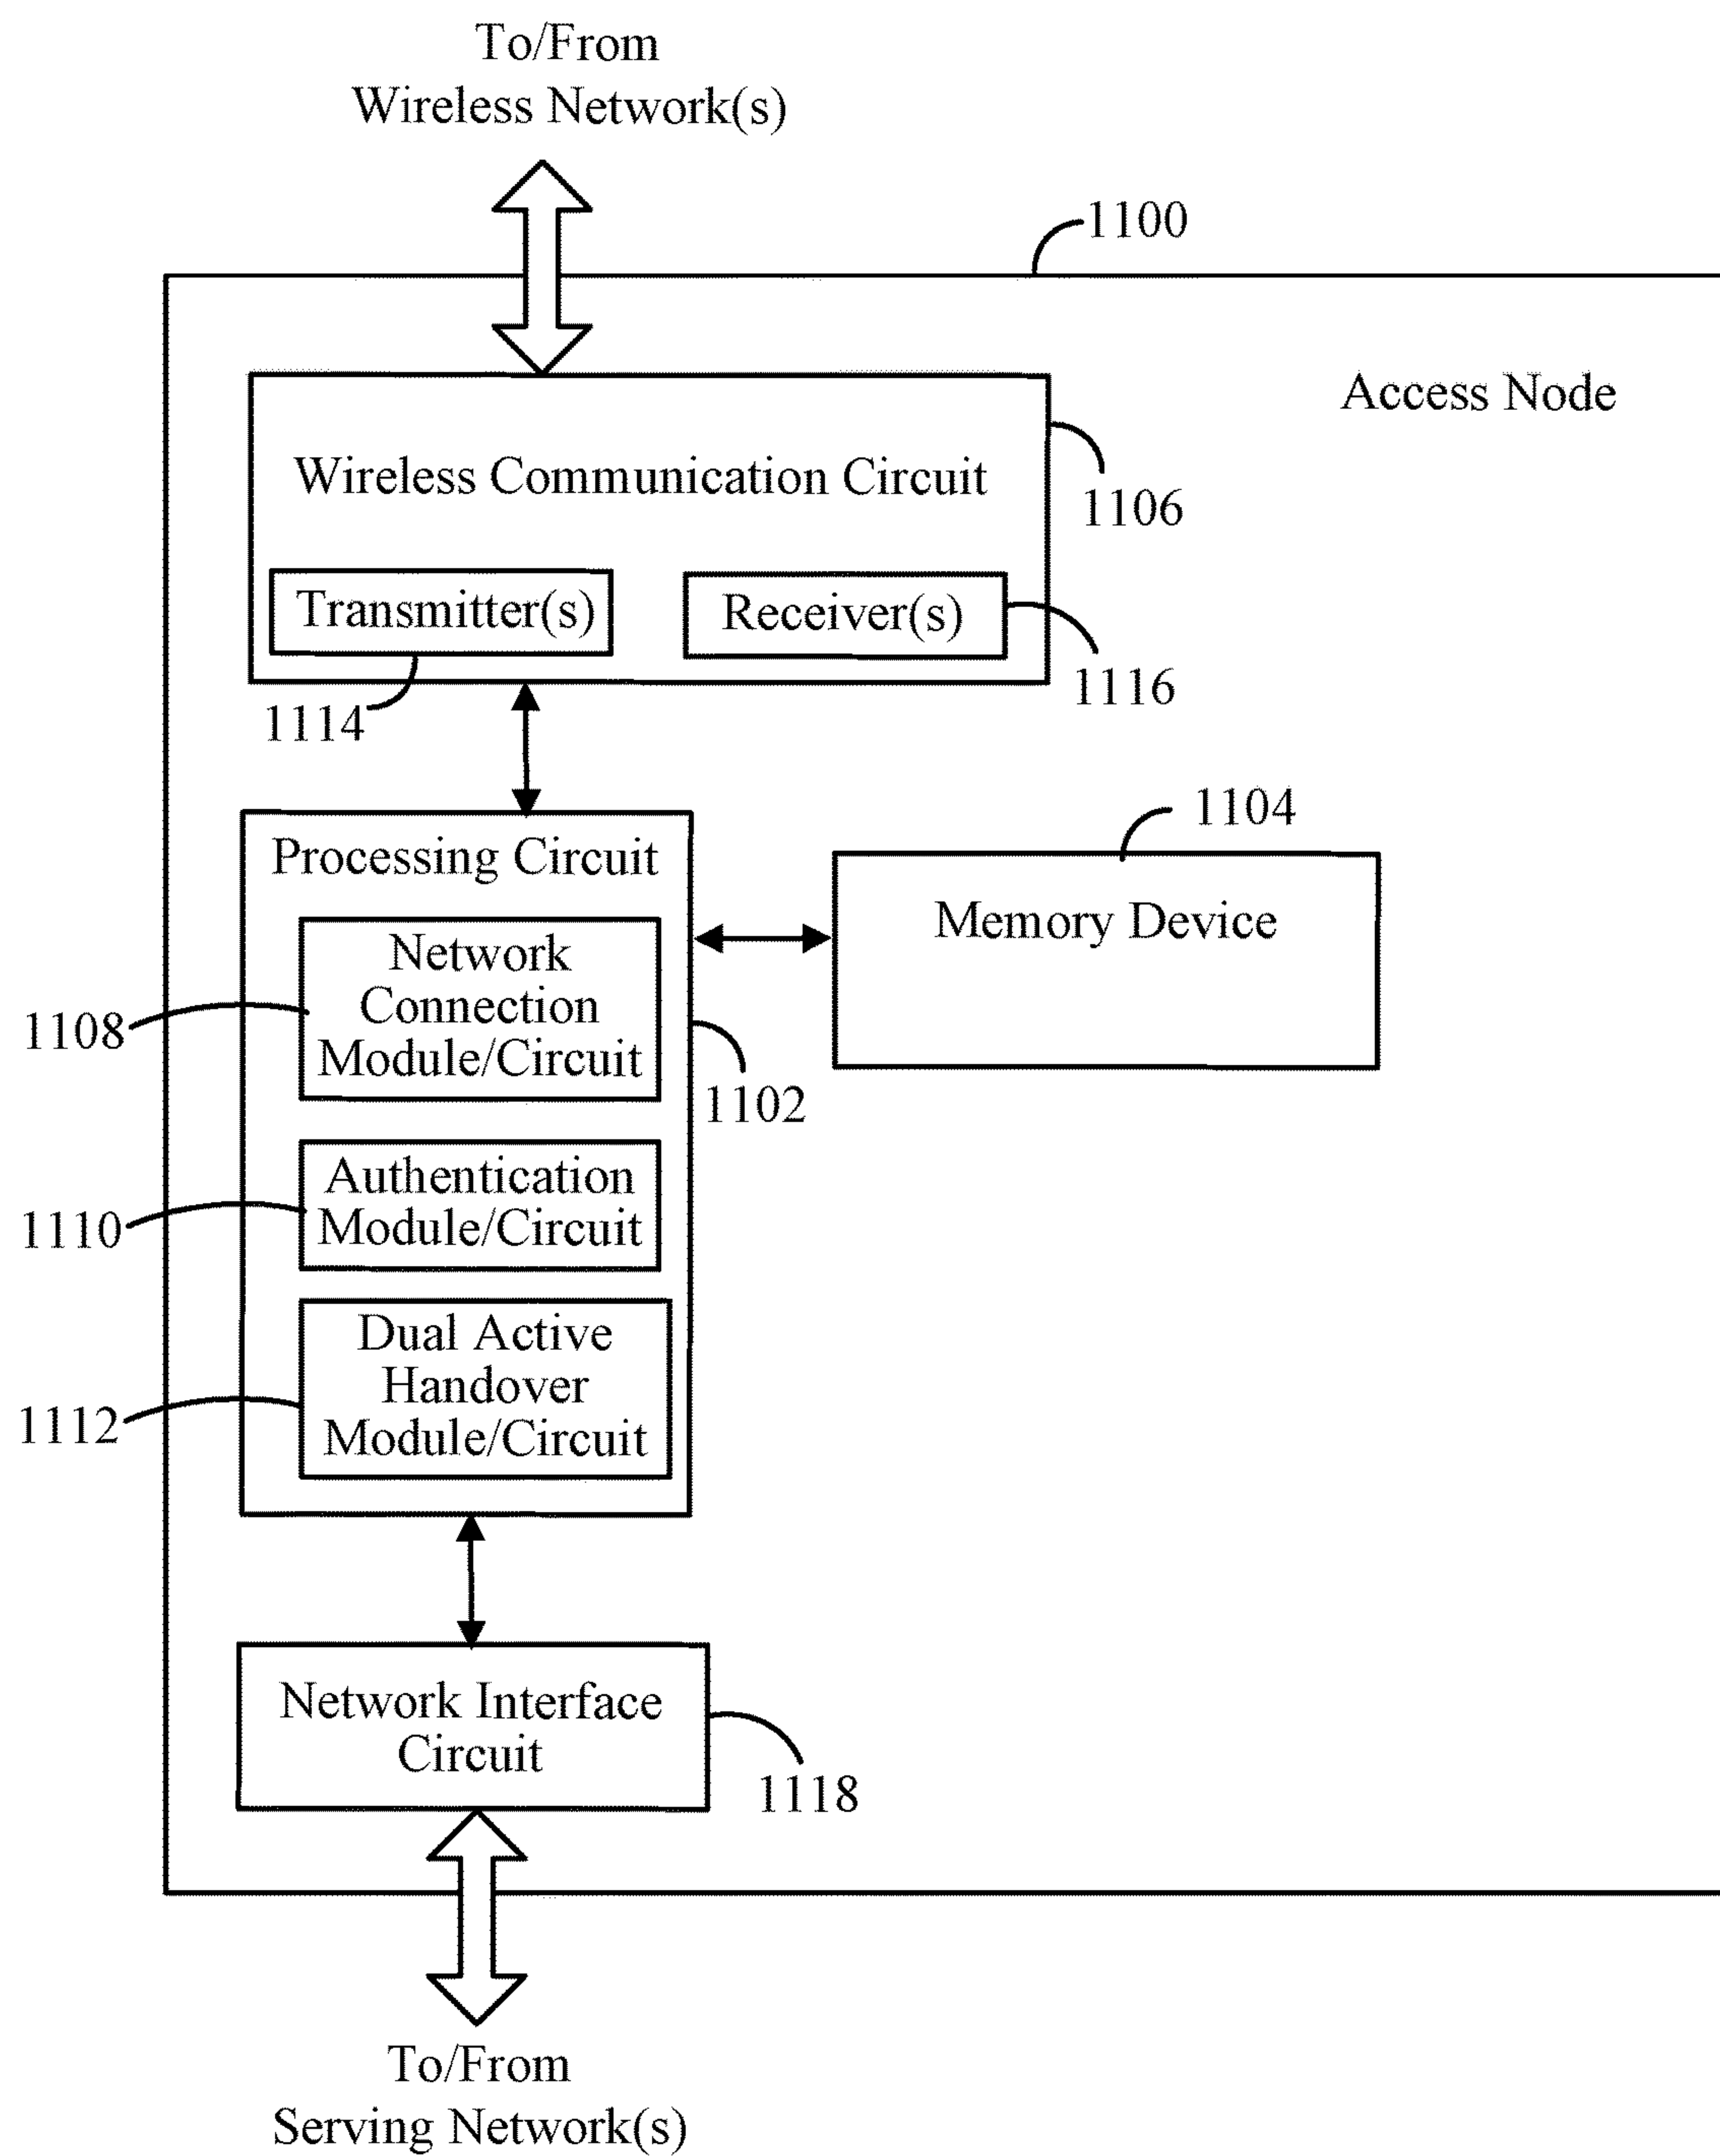 To/From
Wireless Network(s)
1100
Access Node
Wireless Communication Circuit
1106
Transmitter(s)
Receiver(s)
1116
1114
1104
Processing Circuit
Memory Device
Network
Connection
Module/Circuit
1108
1102
Authentication
Module/Circuit
1110
Dual Active
Handover
Module/Circuit
1112
Network Interface
Circuit
1118
To/From
Serving Network(s)